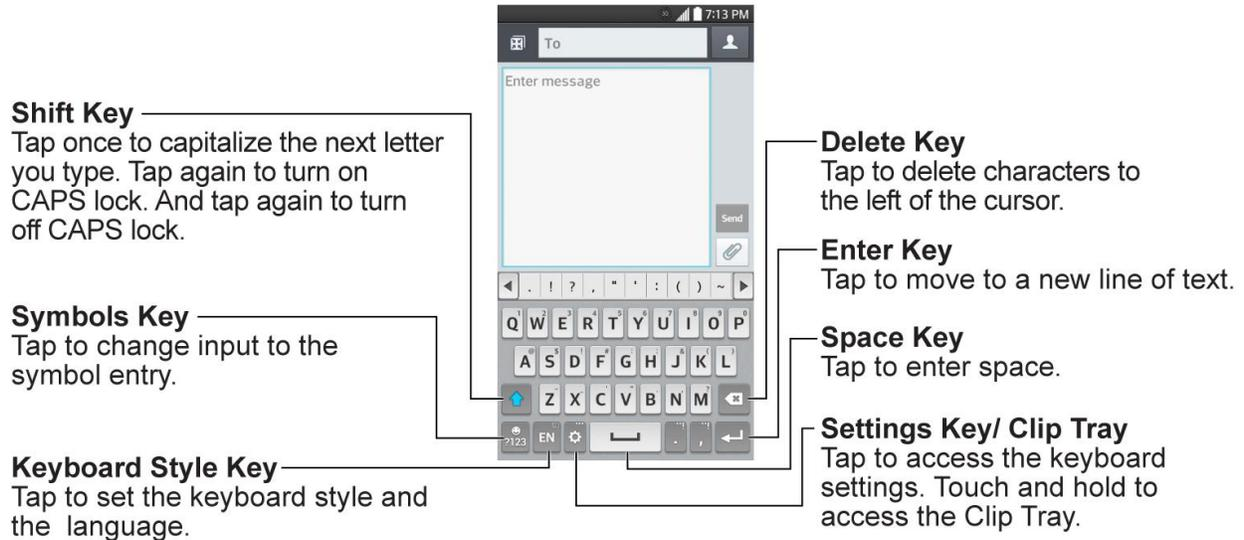 7:13 PM
To
Enter message
Send
Shift Key
Tap once to capitalize the next letter
you type. Tap again to turn on
CAPS lock. And tap again to turn
off CAPS lock.
Symbols Key
Tap to change input to the
symbol entry.
Keyboard Style Key
Tap to set the keyboard style and
the language.
. ! ? , " ' : ( ) ~
Q W E R T Y U I O P
A S D F G H J K L
Z X C V B N M
?123 EN . ,
Delete Key
Tap to delete characters to
the left of the cursor.
Enter Key
Tap to move to a new line of text.
Space Key
Tap to enter space.
Settings Key/ Clip Tray
Tap to access the keyboard
settings. Touch and hold to
access the Clip Tray.